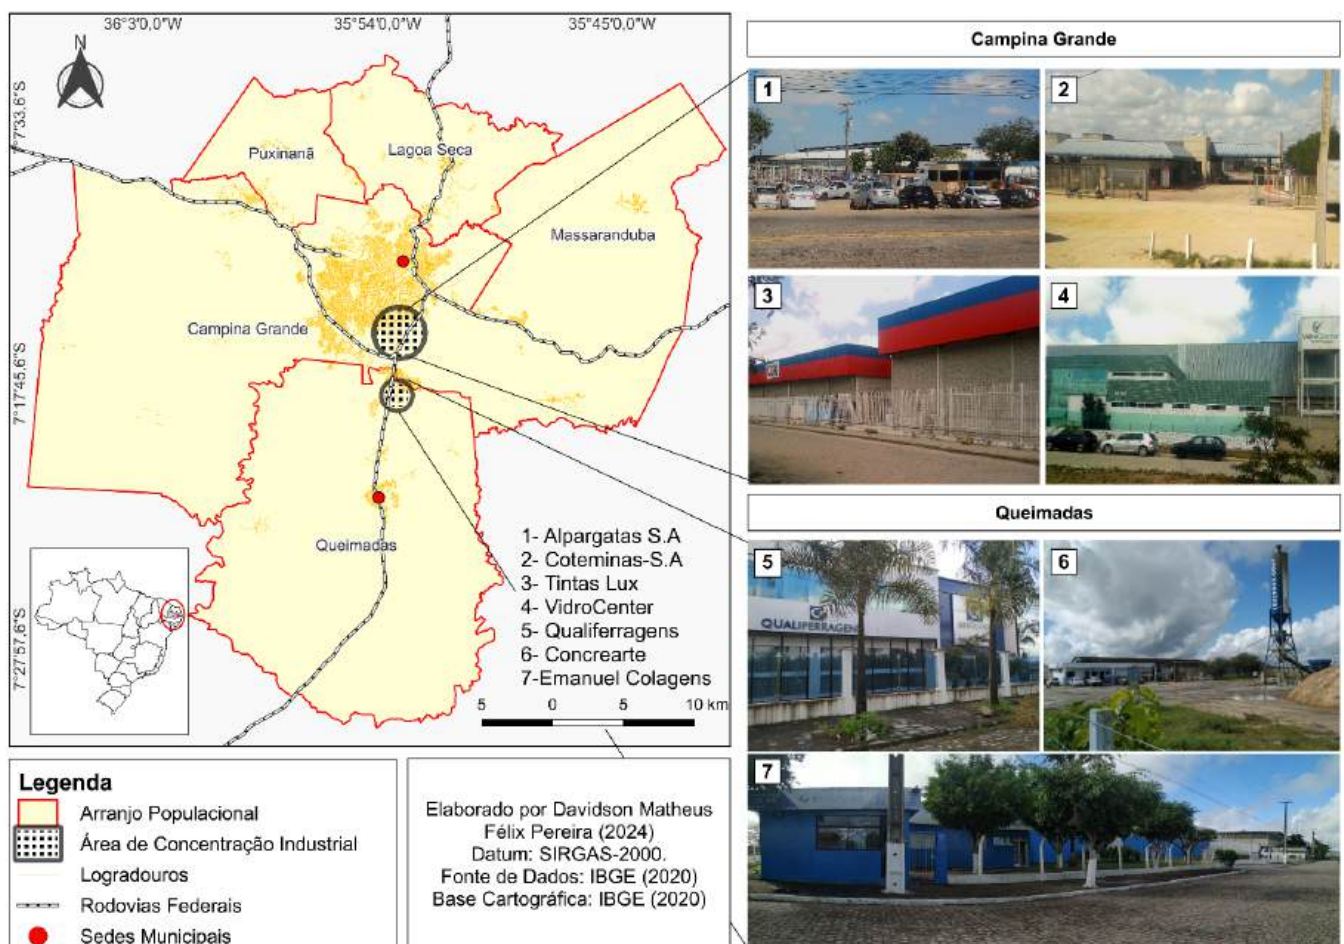 36°3'0,0"W
35°54'0,0"W
35°45'0,0"W
N
7°7'33.6"S
7°17'45.6"S
7°27'57.6"S
Puxinanã
Lagoa Seca
Massaranduba
Campina Grande
Queimadas
1- Alpargatas S.A
2- Coteminas-S.A
3- Tintas Lux
4- VidroCenter
5- Qualiferragens
6- Concrearte
7-Emanuel Colagens
5 0 5 10 km
Legenda
Arranjo Populacional
Área de Concentração Industrial
Logradouros
Rodovias Federais
Sedes Municipais
Elaborado por Davidson Matheus
Félix Pereira (2024)
Datum: SIRGAS-2000.
Fonte de Dados: IBGE (2020)
Base Cartográfica: IBGE (2020)
Campina Grande
1
2
3
4
Queimadas
5
QUALIFERRAGENS
6
7